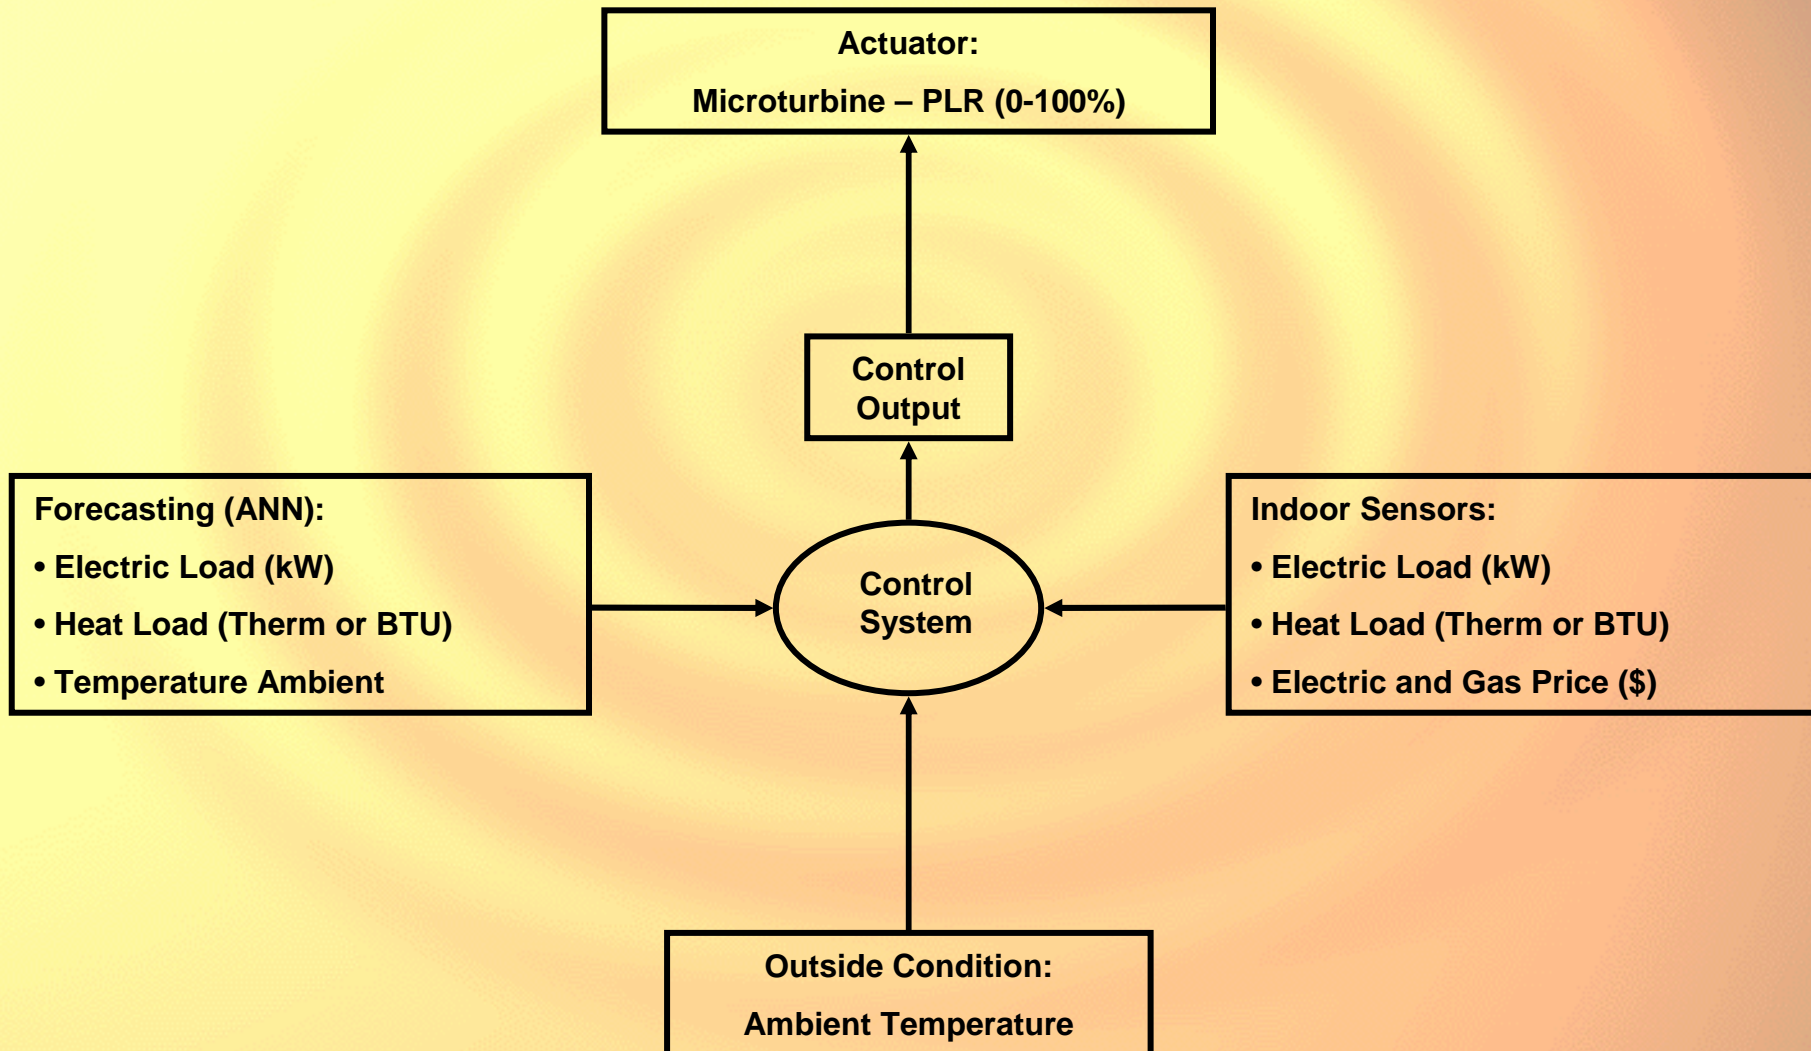 Actuator:
Microturbine – PLR (0-100%)
Control
Output
Forecasting (ANN):
• Electric Load (kW)
• Heat Load (Therm or BTU)
• Temperature Ambient
Control
System
Indoor Sensors:
• Electric Load (kW)
• Heat Load (Therm or BTU)
• Electric and Gas Price ($)
Outside Condition:
Ambient Temperature